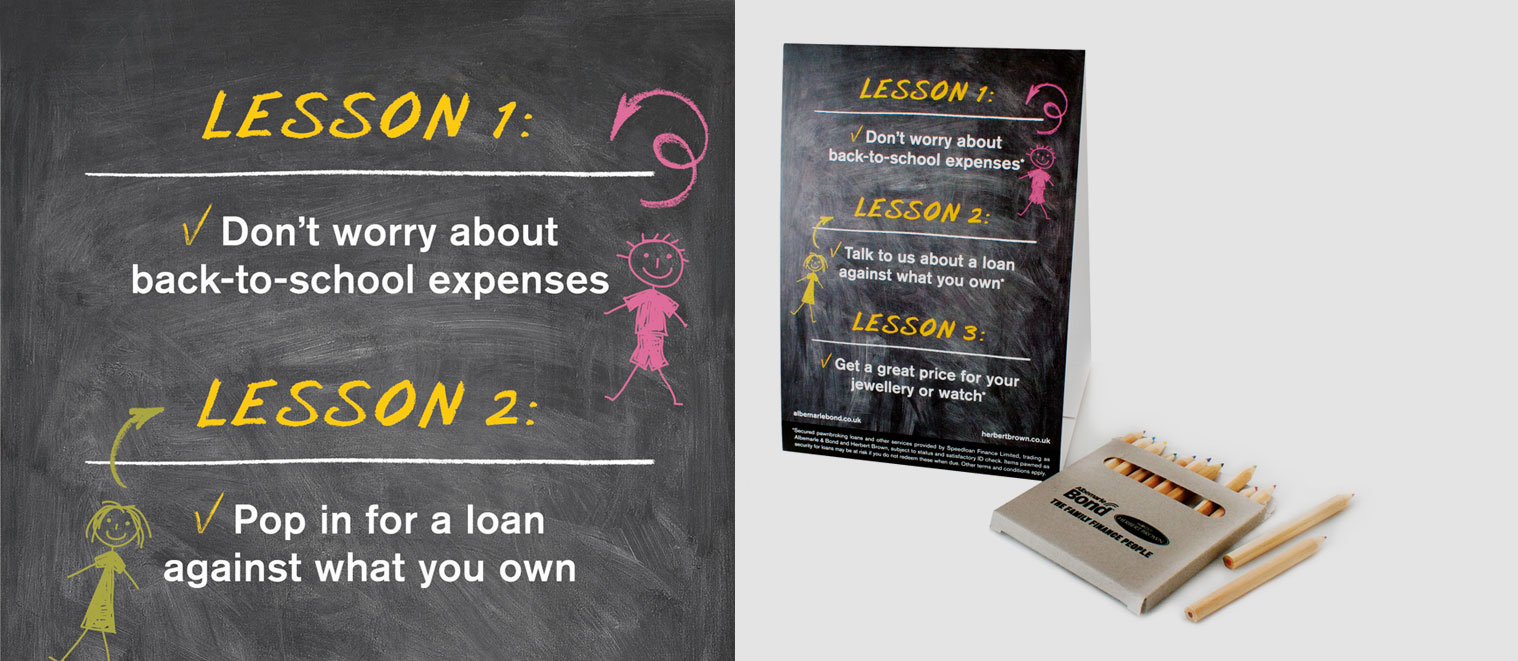 LESSON 1:
✓ Don't worry about
back-to-school expenses
LESSON 2:
✓ Pop in for a loan
against what you own
LESSON 1:
✓ Don't worry about
back-to-school expenses*
LESSON 2:
✓ Talk to us about a loan
against what you own*
LESSON 3:
✓ Get a great price for your
jewellery or watch*
albemarlebond.co.uk
herbertbrown.co.uk
*Secured pawnbroking loans and other services provided by Speedloan Finance Limited, trading as
Albemarle & Bond and Herbert Brown, subject to status and satisfactory ID check. Items pawned as
security for loans may be at risk if you do not redeem these when due. Other terms and conditions apply.
Albemarle
Bond
HERBERT BROWN
THE FAMILY FINANCE PEOPLE